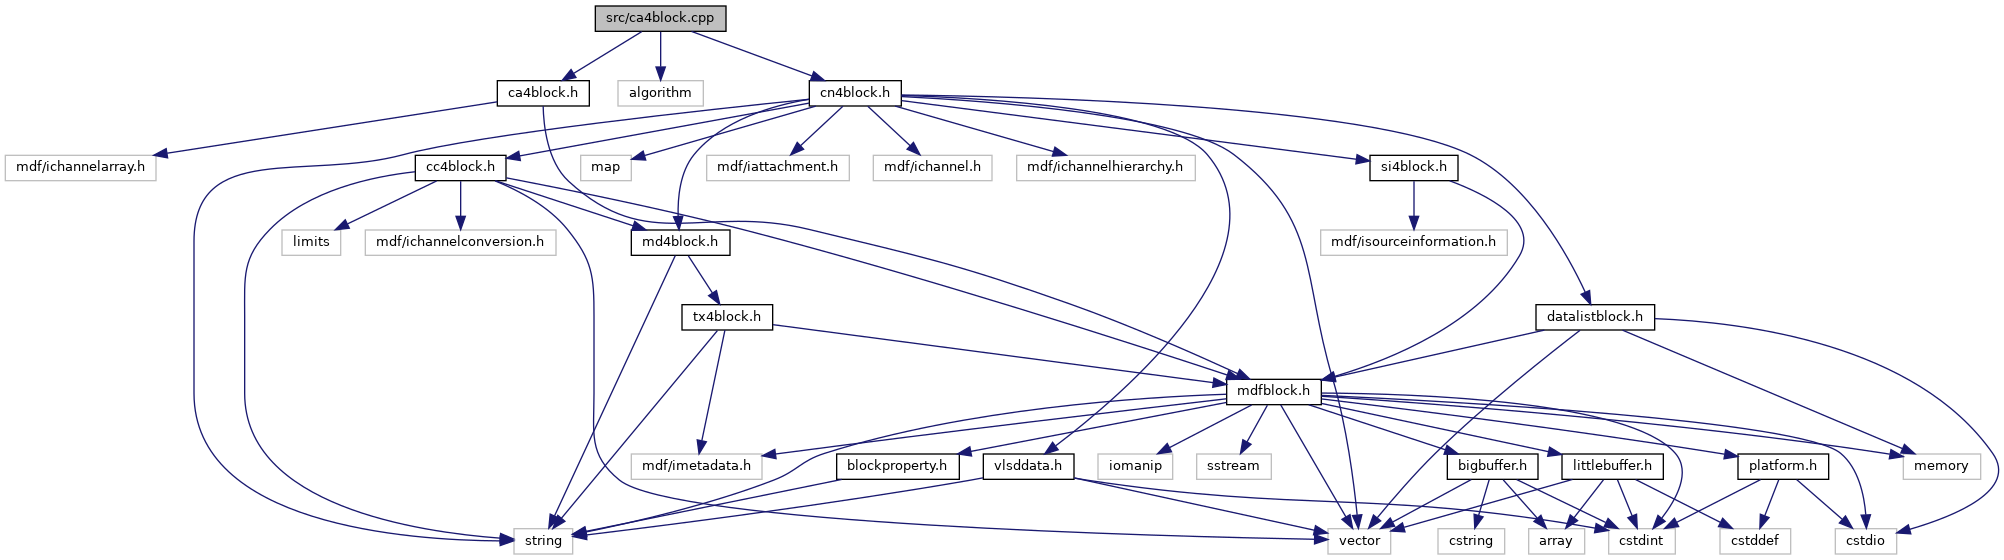 src/ca4block.cpp
ca4block.h
algorithm
cn4block.h
mdf/ichannelarray.h
cc4block.h
map
mdf/iattachment.h
mdf/ichannel.h
mdf/ichannelhierarchy.h
si4block.h
limits
mdf/ichannelconversion.h
md4block.h
mdf/isourceinformation.h
tx4block.h
datalistblock.h
mdfblock.h
mdf/imetadata.h
blockproperty.h
vlsddata.h
iomanip
sstream
bigbuffer.h
littlebuffer.h
platform.h
memory
string
vector
cstring
array
cstdint
cstddef
cstdio